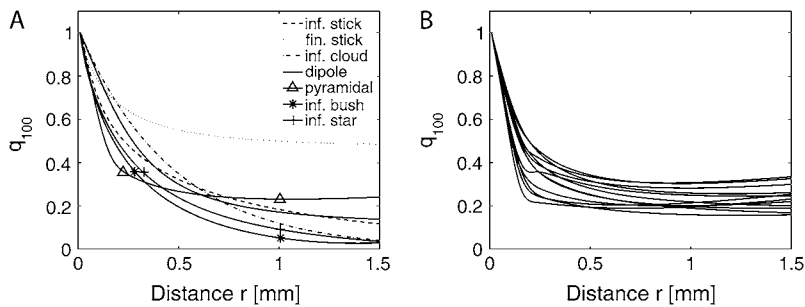 A
1
0.8
0.6
0.4
0.2
0
q100
0
0.5
1
1.5
Distance r [mm]
inf. stick
fin. stick
inf. cloud
dipole
pyramidal
inf. bush
inf. star
B
1
0.8
0.6
0.4
0.2
0
q100
0
0.5
1
1.5
Distance r [mm]